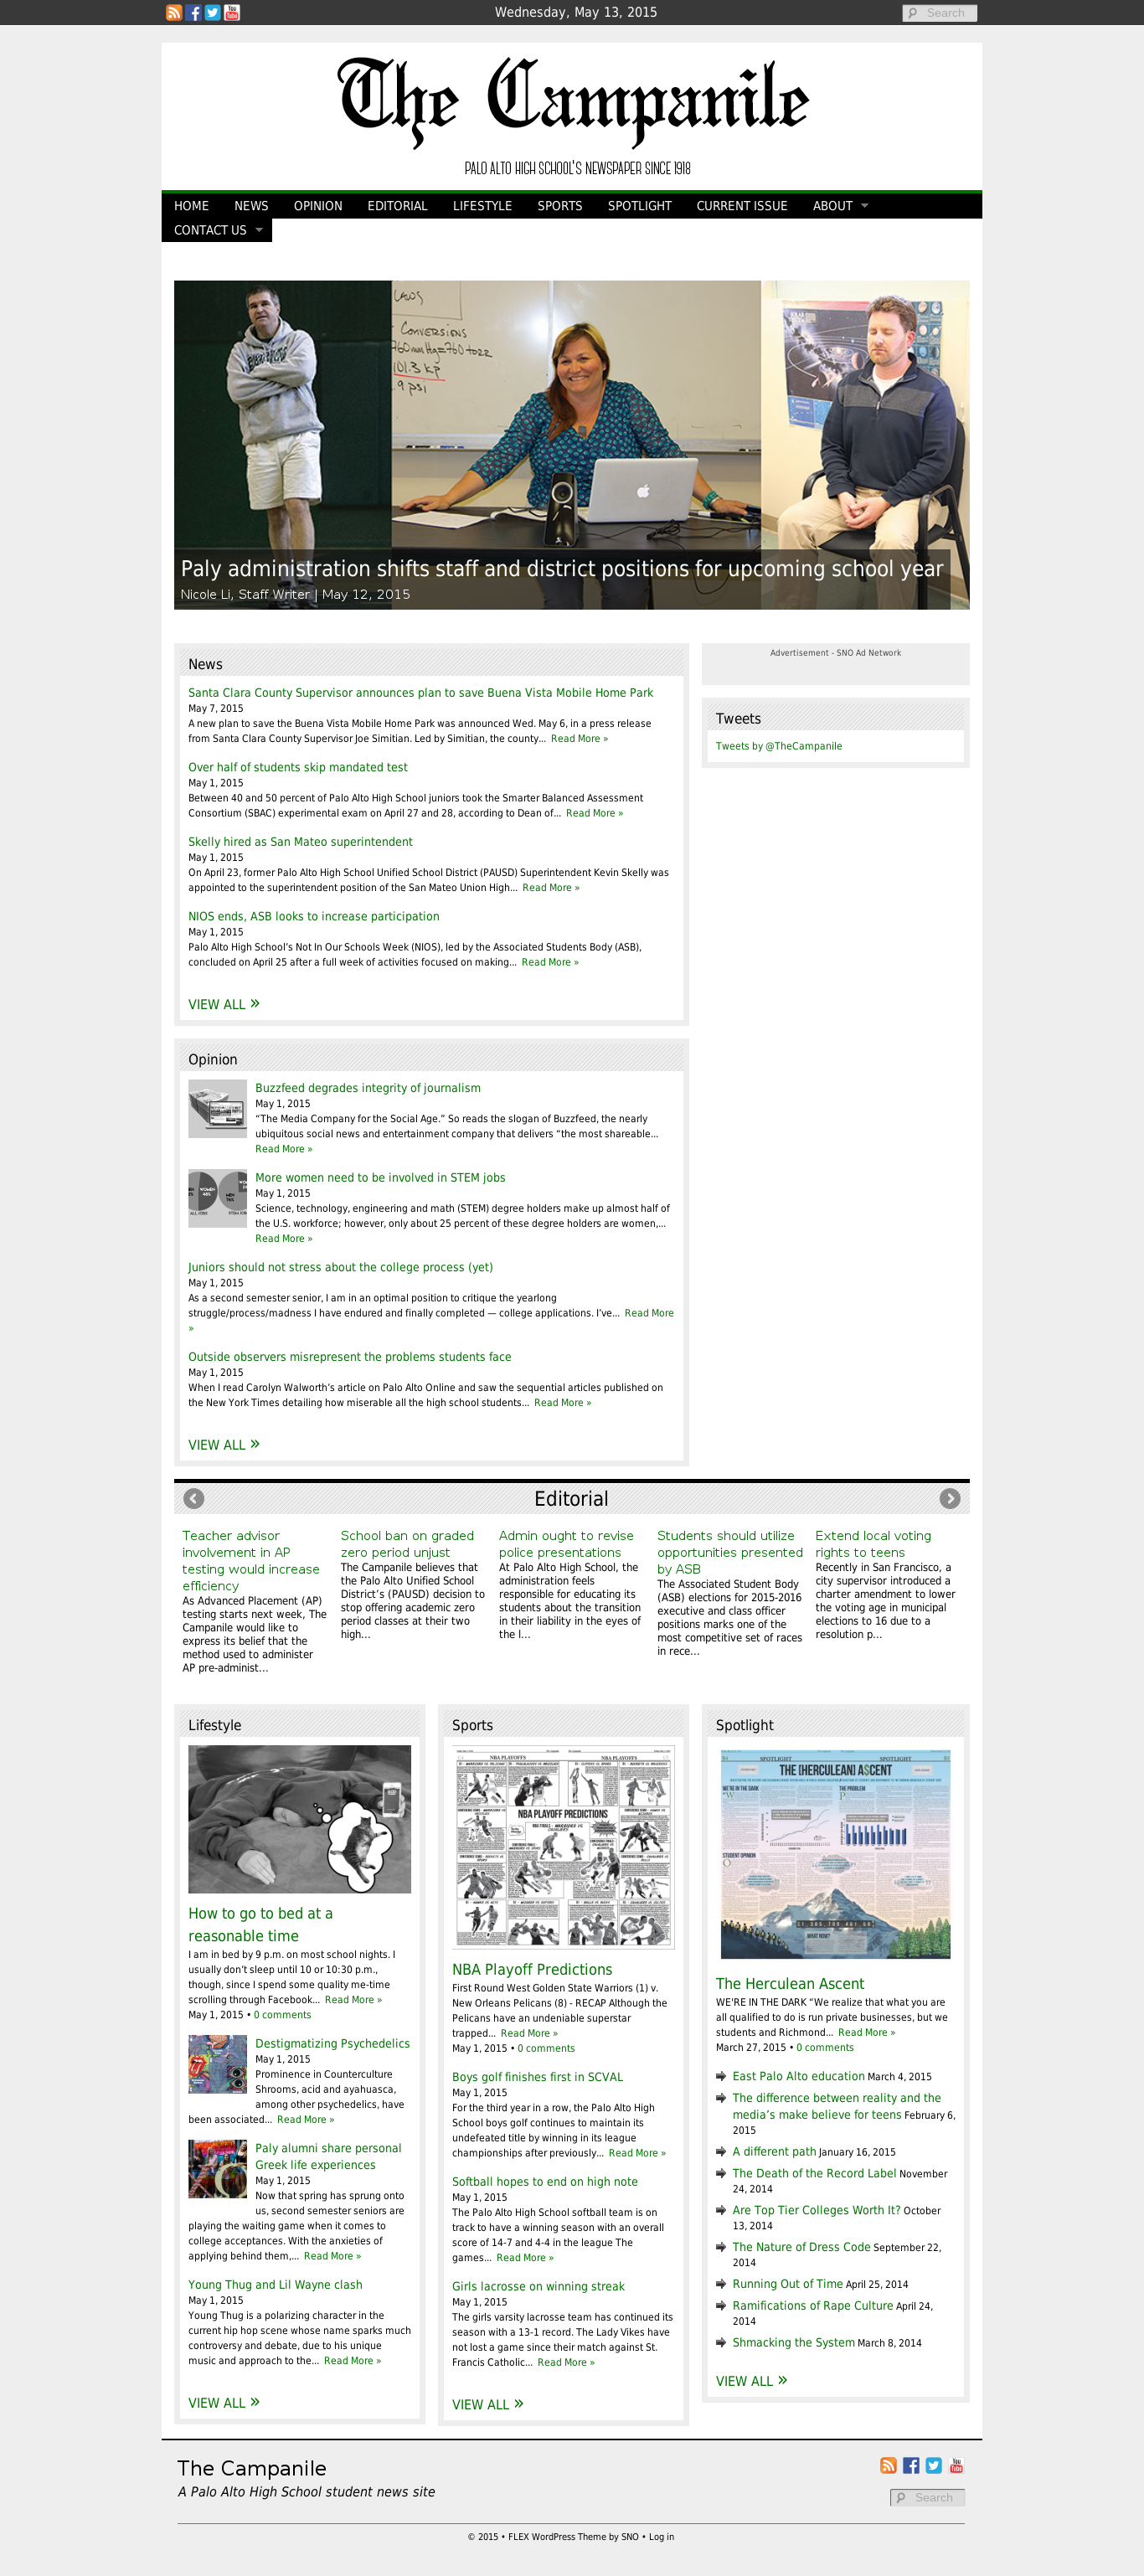 Wednesday, May 13, 2015
Search
The Campanile
PALO ALTO HIGH SCHOOL'S NEWSPAPER SINCE 1918
HOME NEWS OPINION EDITORIAL LIFESTYLE SPORTS SPOTLIGHT CURRENT ISSUE ABOUT
CONTACT US
Conversions
Paly administration shifts staff and district positions for upcoming school year
Nicole Li, Staff Writer | May 12, 2015
News
Santa Clara County Supervisor announces plan to save Buena Vista Mobile Home Park
May 7, 2015
A new plan to save the Buena Vista Mobile Home Park was announced Wed. May 6, in a press release
from Santa Clara County Supervisor Joe Simitian. Led by Simitian, the county... Read More »
Over half of students skip mandated test
May 1, 2015
Between 40 and 50 percent of Palo Alto High School juniors took the Smarter Balanced Assessment
Consortium (SBAC) experimental exam on April 27 and 28, according to Dean of... Read More »
Skelly hired as San Mateo superintendent
May 1, 2015
On April 23, former Palo Alto High School Unified School District (PAUSD) Superintendent Kevin Skelly was
appointed to the superintendent position of the San Mateo Union High... Read More »
NIOS ends, ASB looks to increase participation
May 1, 2015
Palo Alto High School’s Not In Our Schools Week (NIOS), led by the Associated Students Body (ASB),
concluded on April 25 after a full week of activities focused on making... Read More »
VIEW ALL »
Advertisement - SNO Ad Network
Tweets
Tweets by @TheCampanile
Opinion
Buzzfeed degrades integrity of journalism
May 1, 2015
“The Media Company for the Social Age.” So reads the slogan of Buzzfeed, the nearly
ubiquitous social news and entertainment company that delivers “the most shareable...
Read More »
More women need to be involved in STEM jobs
May 1, 2015
Science, technology, engineering and math (STEM) degree holders make up almost half of
the U.S. workforce; however, only about 25 percent of these degree holders are women,...
Read More »
Juniors should not stress about the college process (yet)
May 1, 2015
As a second semester senior, I am in an optimal position to critique the yearlong
struggle/process/madness I have endured and finally completed — college applications. I’ve... Read More
»
Outside observers misrepresent the problems students face
May 1, 2015
When I read Carolyn Walworth’s article on Palo Alto Online and saw the sequential articles published on
the New York Times detailing how miserable all the high school students... Read More »
VIEW ALL »
Editorial
Teacher advisor
involvement in AP
testing would increase
efficiency
As Advanced Placement (AP)
testing starts next week, The
Campanile would like to
express its belief that the
method used to administer
AP pre-administ...
School ban on graded
zero period unjust
The Campanile believes that
the Palo Alto Unified School
District’s (PAUSD) decision to
stop offering academic zero
period classes at their two
high...
Admin ought to revise
police presentations
At Palo Alto High School, the
administration feels
responsible for educating its
students about the transition
in their liability in the eyes of
the l...
Students should utilize
opportunities presented
by ASB
The Associated Student Body
(ASB) elections for 2015-2016
executive and class officer
positions marks one of the
most competitive set of races
in rece...
Extend local voting
rights to teens
Recently in San Francisco, a
city supervisor introduced a
charter amendment to lower
the voting age in municipal
elections to 16 due to a
resolution p...
Lifestyle
How to go to bed at a
reasonable time
I am in bed by 9 p.m. on most school nights. I
usually don’t sleep until 10 or 10:30 p.m.,
though, since I spend some quality me-time
scrolling through Facebook... Read More »
May 1, 2015 • 0 comments
Destigmatizing Psychedelics
May 1, 2015
Prominence in Counterculture
Shrooms, acid and ayahuasca,
among other psychedelics, have
been associated... Read More »
Paly alumni share personal
Greek life experiences
May 1, 2015
Now that spring has sprung onto
us, second semester seniors are
playing the waiting game when it comes to
college acceptances. With the anxieties of
applying behind them,... Read More »
Young Thug and Lil Wayne clash
May 1, 2015
Young Thug is a polarizing character in the
current hip hop scene whose name sparks much
controversy and debate, due to his unique
music and approach to the... Read More »
VIEW ALL »
Sports
NBA PLAYOFFS
NBA PLAYOFFS
NBA PLAYOFF PREDICTIONS
NBA Playoff Predictions
First Round West Golden State Warriors (1) v.
New Orleans Pelicans (8) - RECAP Although the
Pelicans have an undeniable superstar
trapped... Read More »
May 1, 2015 • 0 comments
Boys golf finishes first in SCVAL
May 1, 2015
For the third year in a row, the Palo Alto High
School boys golf continues to maintain its
undefeated title by winning in its league
championships after previously... Read More »
Softball hopes to end on high note
May 1, 2015
The Palo Alto High School softball team is on
track to have a winning season with an overall
score of 14-7 and 4-4 in the league The
games... Read More »
Girls lacrosse on winning streak
May 1, 2015
The girls varsity lacrosse team has continued its
season with a 13-1 record. The Lady Vikes have
not lost a game since their match against St.
Francis Catholic... Read More »
VIEW ALL »
Spotlight
SPOTLIGHT SPOTLIGHT
THE [HERCULEAN] A$CENT
WE'RE IN THE DARK
THE PROBLEM
STUDENT OPINION
WHAT NOW?
The Herculean Ascent
WE’RE IN THE DARK “We realize that what you are
all qualified to do is run private businesses, but we
students and Richmond... Read More »
March 27, 2015 • 0 comments
East Palo Alto education March 4, 2015
The difference between reality and the
media’s make believe for teens February 6,
2015
A different path January 16, 2015
The Death of the Record Label November
24, 2014
Are Top Tier Colleges Worth It? October
13, 2014
The Nature of Dress Code September 22,
2014
Running Out of Time April 25, 2014
Ramifications of Rape Culture April 24,
2014
Shmacking the System March 8, 2014
VIEW ALL »
The Campanile
A Palo Alto High School student news site
Search
© 2015 • FLEX WordPress Theme by SNO • Log in